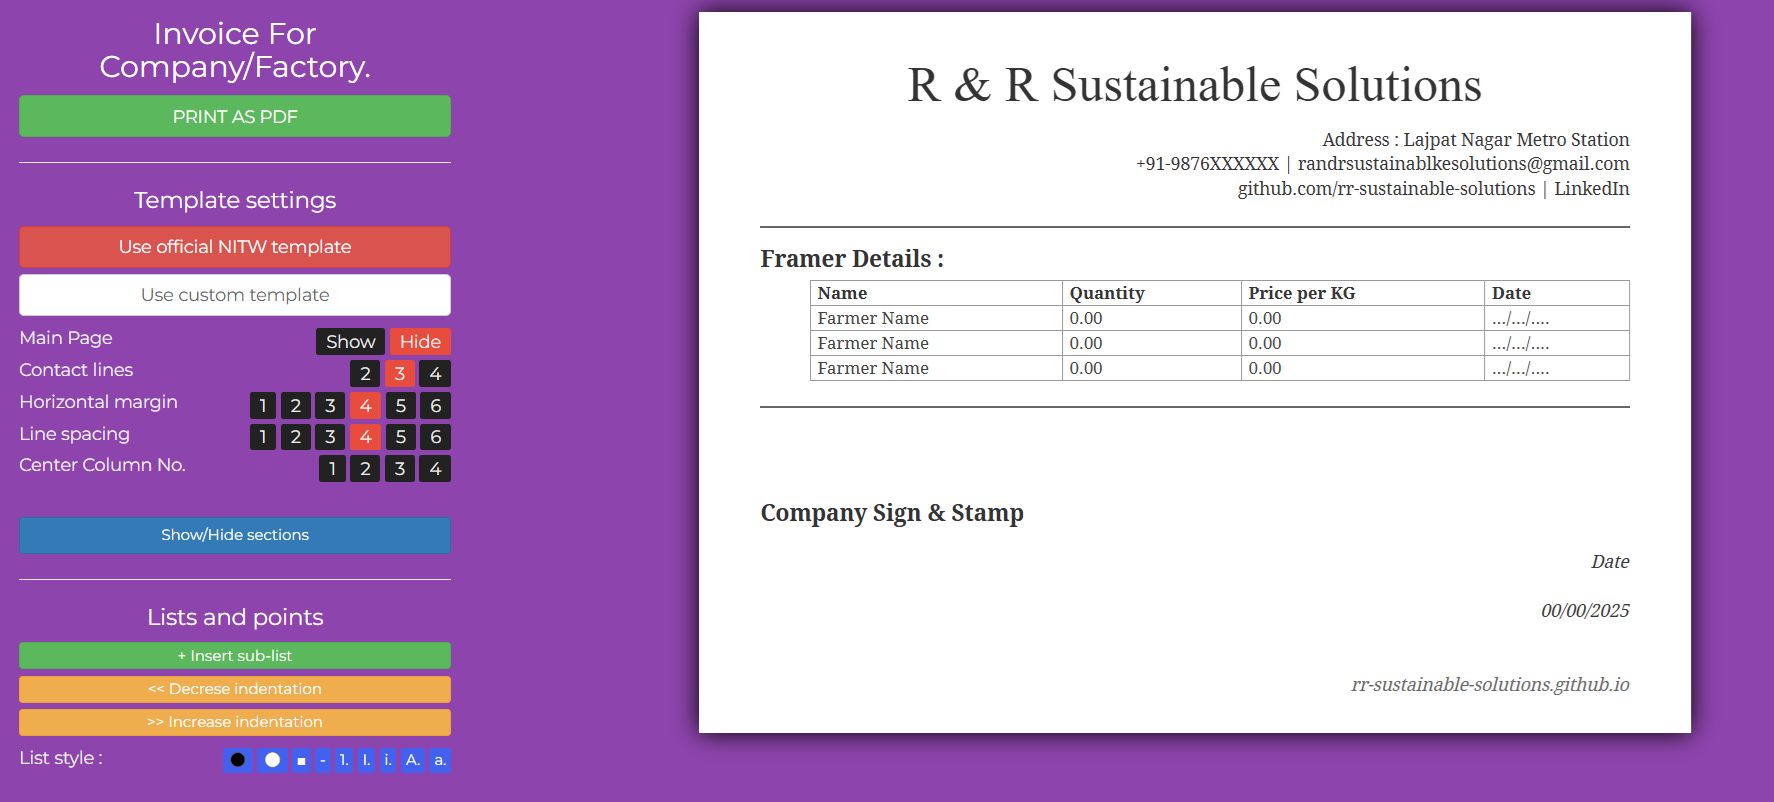 Invoice For
Company/Factory.
PRINT AS PDF
Template settings
Use official NITW template
Use custom template
Main Page Show Hide
Contact lines 2 3 4
Horizontal margin 1 2 3 4 5 6
Line spacing 1 2 3 4 5 6
Center Column No. 1 2 3 4
Show/Hide sections
Lists and points
+ Insert sub-list
<< Decrese indentation
>> Increase indentation
List style : ● ● ■ - 1. I. i. A. a.
R & R Sustainable Solutions
Address : Lajpat Nagar Metro Station
+91-9876XXXXXX | randrsustainablkesolutions@gmail.com
github.com/rr-sustainable-solutions | LinkedIn
Framer Details :
Name Quantity Price per KG Date
Farmer Name 0.00 0.00 .../.../....
Farmer Name 0.00 0.00 .../.../....
Farmer Name 0.00 0.00 .../.../....
Company Sign & Stamp
Date
00/00/2025
rr-sustainable-solutions.github.io